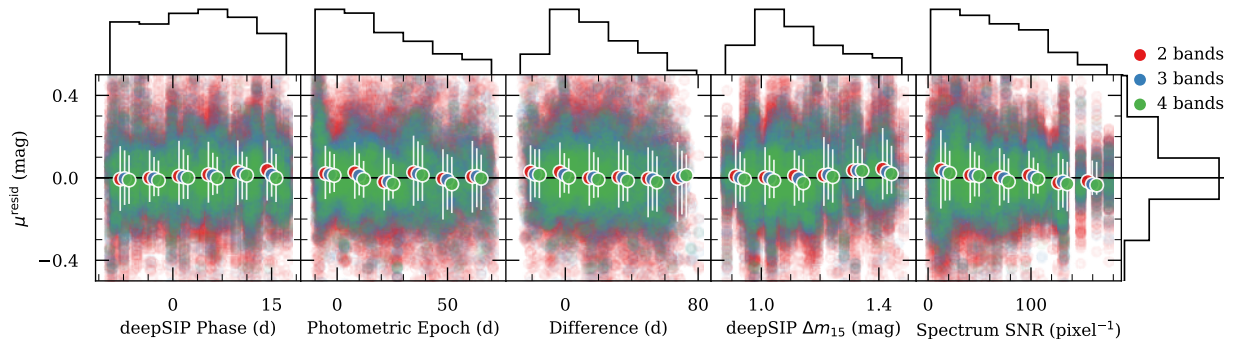 2 bands
3 bands
4 bands
μ^resid (mag)
0.4
0.0
−0.4
0 15
0 50
0 80
1.0 1.4
0 100
deepSIP Phase (d)
Photometric Epoch (d)
Difference (d)
deepSIP Δm₁₅ (mag)
Spectrum SNR (pixel⁻¹)